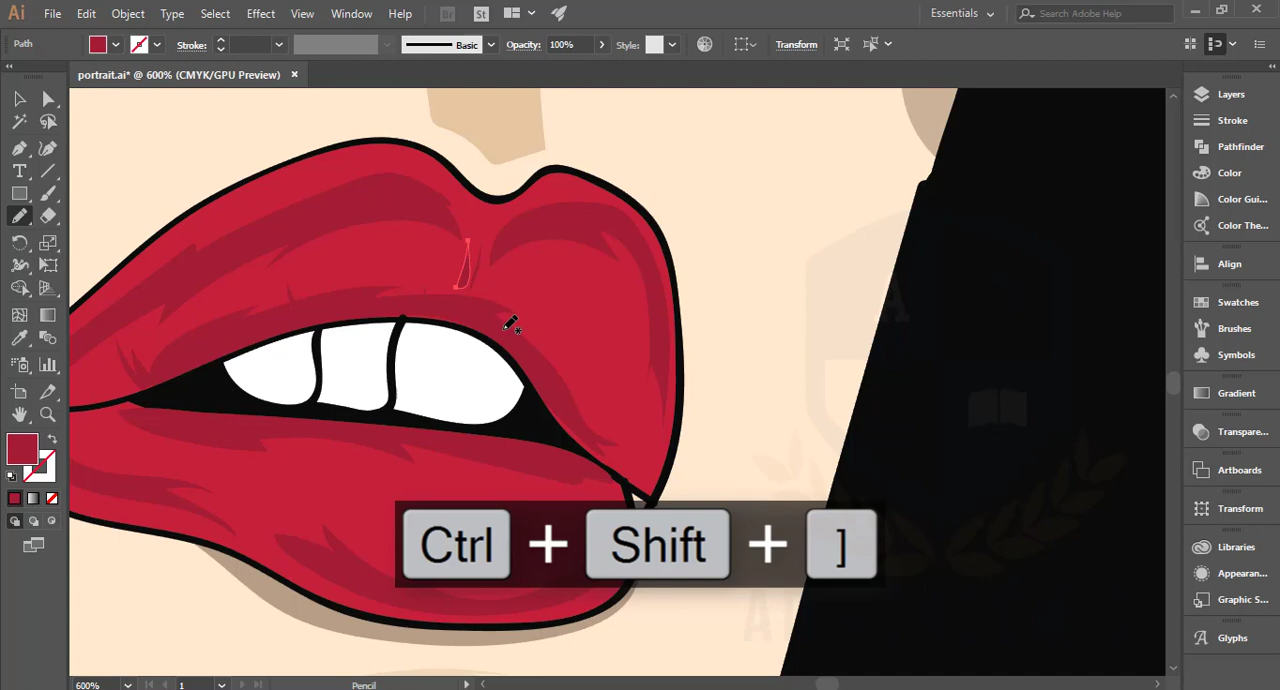 Ai File Edit Object Type Select Effect View Window Help Br St Essentials Search Adobe Help
Path Stroke: Basic Opacity: 100% Style: Transform
portrait.ai* @ 600% (CMYK/GPU Preview) ×
Layers
Stroke
Pathfinder
Color
Color Gui...
Color The...
Align
Swatches
Brushes
Symbols
Gradient
Transpare...
Artboards
Transform
Libraries
Appearan...
Graphic S...
Glyphs
Ctrl + Shift + ]
600% 1 Pencil